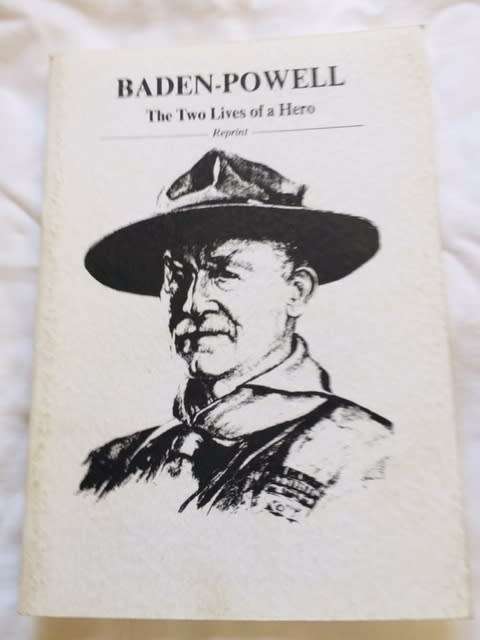 BADEN-POWELL
The Two Lives of a Hero
Reprint